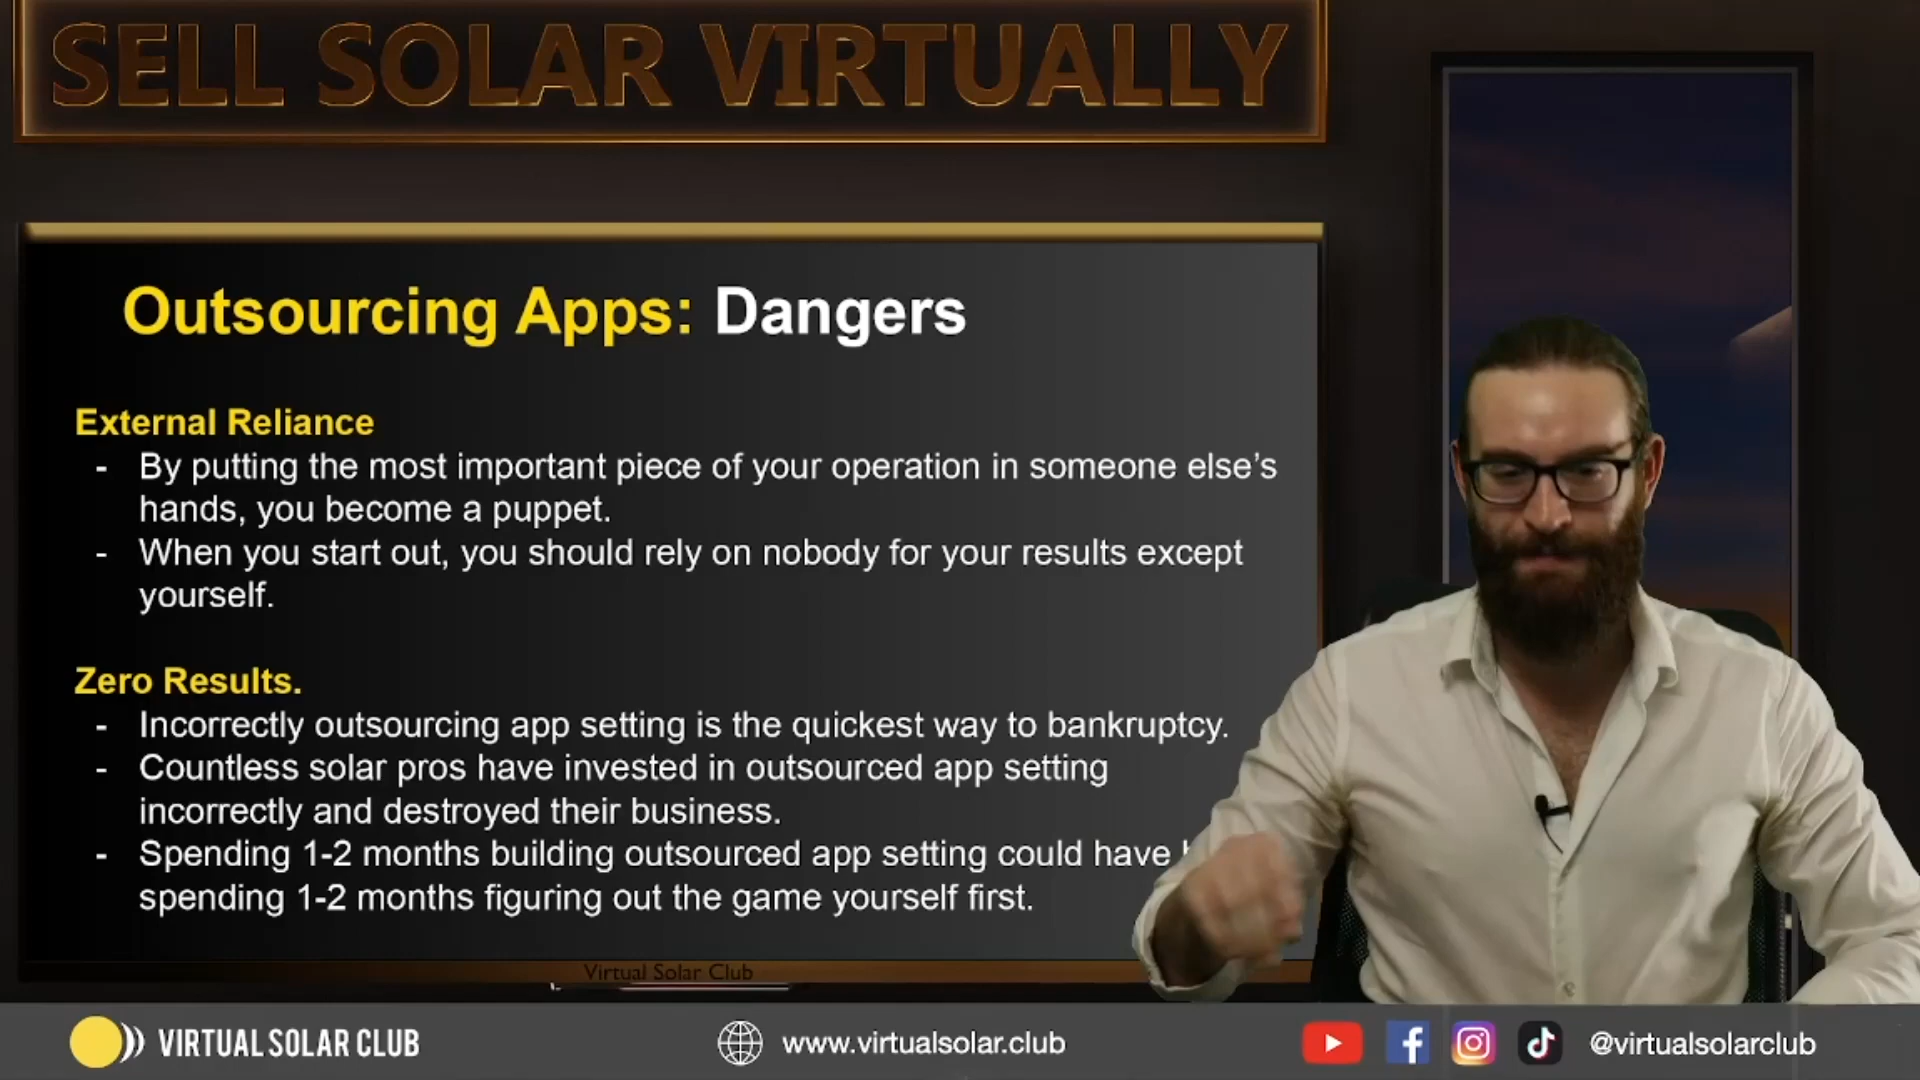 SELL SOLAR VIRTUALLY
Outsourcing Apps: Dangers
External Reliance
- By putting the most important piece of your operation in someone else’s
hands, you become a puppet.
- When you start out, you should rely on nobody for your results except
yourself.
Zero Results.
- Incorrectly outsourcing app setting is the quickest way to bankruptcy.
- Countless solar pros have invested in outsourced app setting
incorrectly and destroyed their business.
- Spending 1-2 months building outsourced app setting could have
spending 1-2 months figuring out the game yourself first.
Virtual Solar Club
VIRTUAL SOLAR CLUB
www.virtualsolar.club
@virtualsolarclub